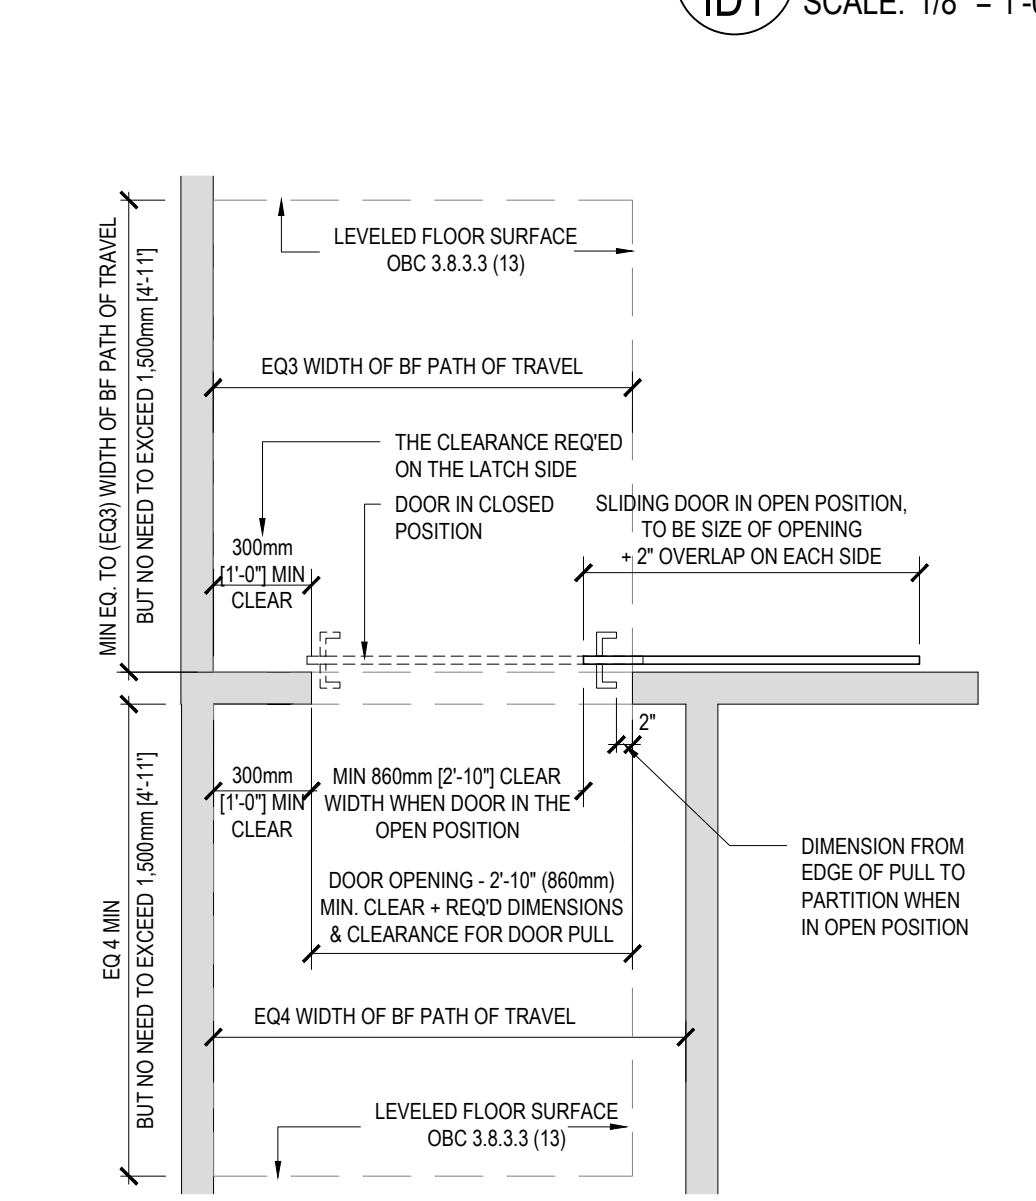 ID1
SCALE: 1/8" = 1'-0
LEVELED FLOOR SURFACE
OBC 3.8.3.3 (13)
MIN EQ. TO (EQ3) WIDTH OF BF PATH OF TRAVEL
BUT NO NEED TO EXCEED 1,500mm [4'-11']
EQ3 WIDTH OF BF PATH OF TRAVEL
THE CLEARANCE REQ'ED
ON THE LATCH SIDE
DOOR IN CLOSED
POSITION
SLIDING DOOR IN OPEN POSITION,
TO BE SIZE OF OPENING
+ 2" OVERLAP ON EACH SIDE
300mm
[1'-0"] MIN
CLEAR
2"
300mm
[1'-0"] MIN
CLEAR
MIN 860mm [2'-10"] CLEAR
WIDTH WHEN DOOR IN THE
OPEN POSITION
DOOR OPENING - 2'-10" (860mm)
MIN. CLEAR + REQ'D DIMENSIONS
& CLEARANCE FOR DOOR PULL
DIMENSION FROM
EDGE OF PULL TO
PARTITION WHEN
IN OPEN POSITION
EQ 4 MIN
BUT NO NEED TO EXCEED 1,500mm [4'-11']
EQ4 WIDTH OF BF PATH OF TRAVEL
LEVELED FLOOR SURFACE
OBC 3.8.3.3 (13)